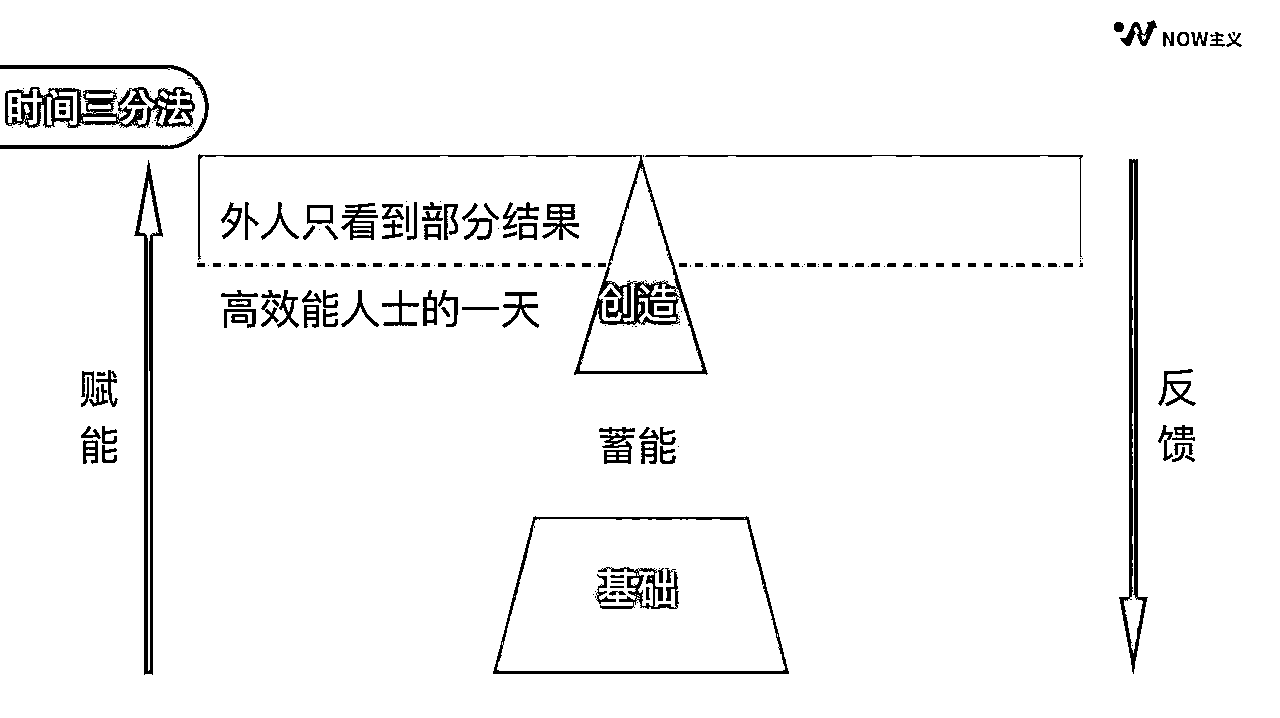 NOW主义
时间三分法
外人只看到部分结果
高效能人士的一天
创造
赋能
蓄能
反馈
基础